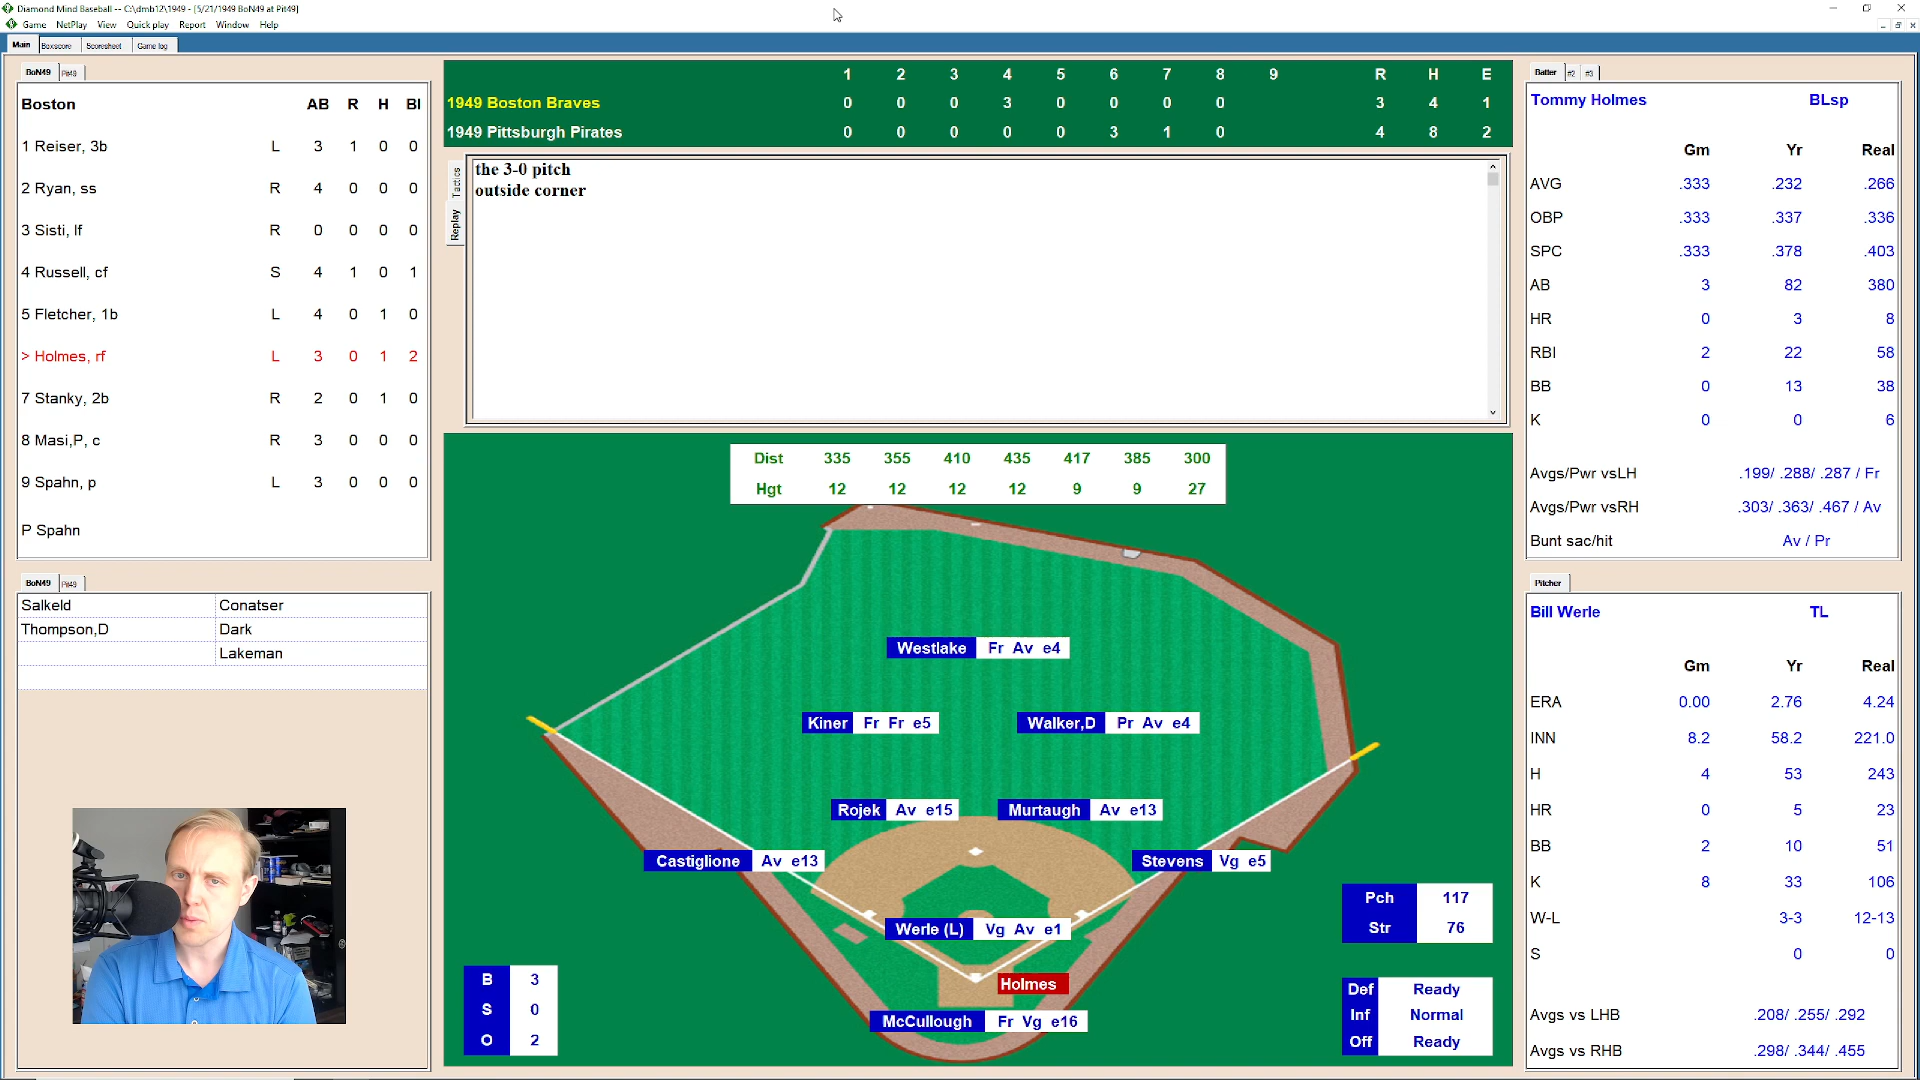 Diamond Mind Baseball -- C:\dmb12\1949 - [5/21/1949 BoN49 at Pit49]
Game NetPlay View Quick play Report Window Help
Main Boxscore Scoresheet Game log
BoN49 Pit49
Boston AB R H BI
1 Reiser, 3b L 3 1 0 0
2 Ryan, ss R 4 0 0 0
3 Sisti, lf R 0 0 0 0
4 Russell, cf S 4 1 0 1
5 Fletcher, 1b L 4 0 1 0
> Holmes, rf L 3 0 1 2
7 Stanky, 2b R 2 0 1 0
8 Masi,P, c R 3 0 0 0
9 Spahn, p L 3 0 0 0
P Spahn
BoN49 Pit49
Salkeld Conatser
Thompson,D Dark
Lakeman
1 2 3 4 5 6 7 8 9 R H E
1949 Boston Braves 0 0 0 3 0 0 0 0 3 4 1
1949 Pittsburgh Pirates 0 0 0 0 0 3 1 0 4 8 2
Tactics
Replay
the 3-0 pitch
outside corner
Dist 335 355 410 435 417 385 300
Hgt 12 12 12 12 9 9 27
Westlake Fr Av e4
Kiner Fr Fr e5
Walker,D Pr Av e4
Rojek Av e15
Murtaugh Av e13
Castiglione Av e13
Stevens Vg e5
Werle (L) Vg Av e1
Holmes
McCullough Fr Vg e16
B 3
S 0
O 2
Pch 117
Str 76
Def Ready
Inf Normal
Off Ready
Batter #2 #3
Tommy Holmes BLsp
Gm Yr Real
AVG .333 .232 .266
OBP .333 .337 .336
SPC .333 .378 .403
AB 3 82 380
HR 0 3 8
RBI 2 22 58
BB 0 13 38
K 0 0 6
Avgs/Pwr vsLH .199/ .288/ .287 / Fr
Avgs/Pwr vsRH .303/ .363/ .467 / Av
Bunt sac/hit Av / Pr
Pitcher
Bill Werle TL
Gm Yr Real
ERA 0.00 2.76 4.24
INN 8.2 58.2 221.0
H 4 53 243
HR 0 5 23
BB 2 10 51
K 8 33 106
W-L 3-3 12-13
S 0 0
Avgs vs LHB .208/ .255/ .292
Avgs vs RHB .298/ .344/ .455